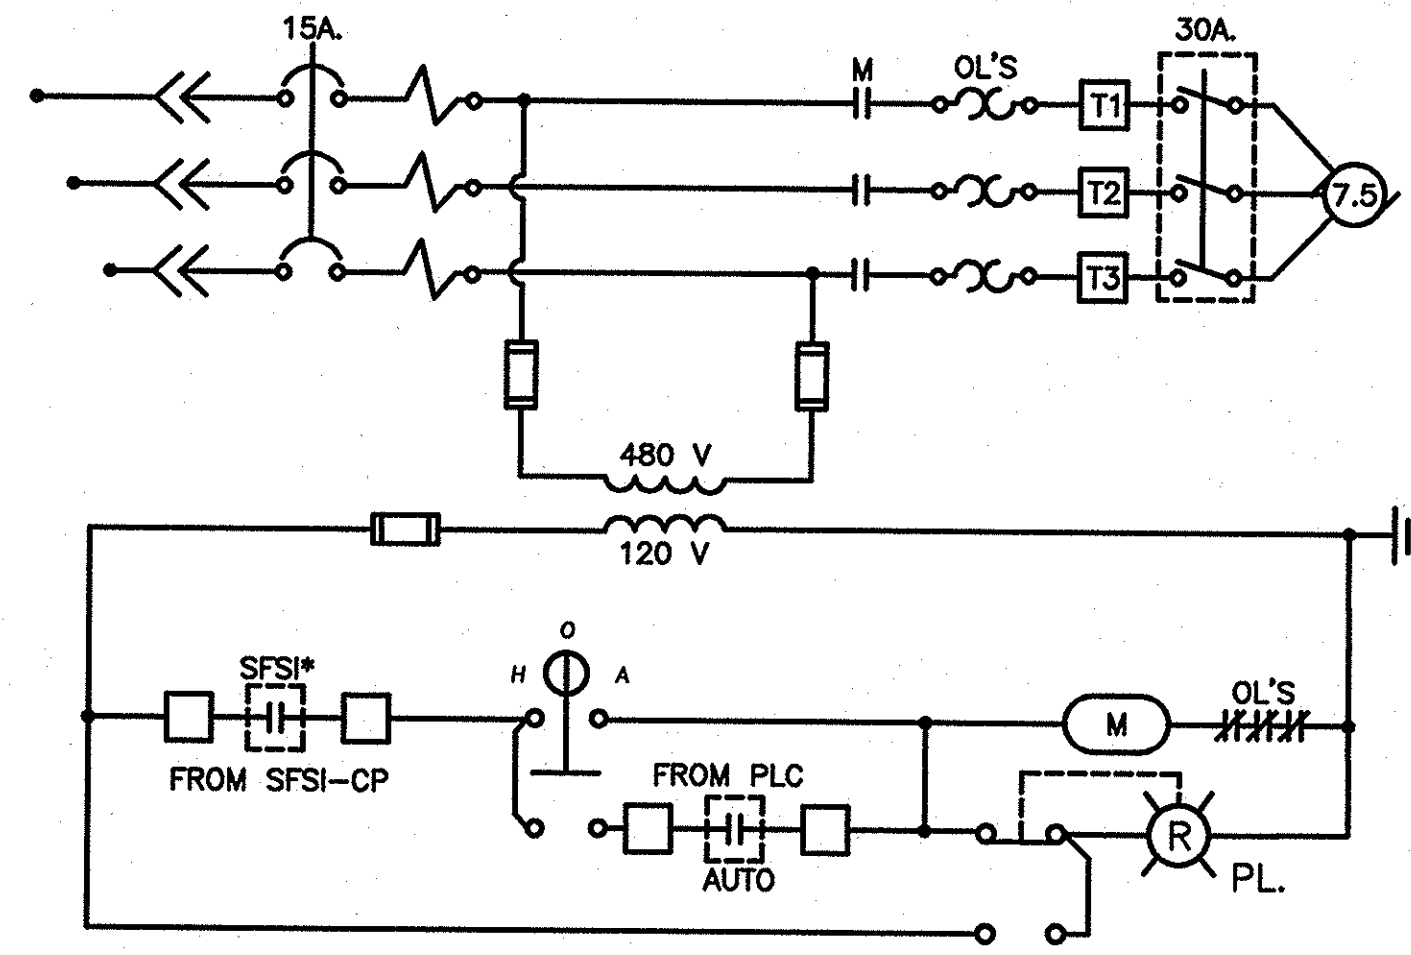 15A.
30A.
M
OL'S
T1
T2
7.5
T3
480 V
120 V
O
H
A
SFSI*
OL'S
M
FROM SFSI-CP
FROM PLC
R
AUTO
PL.